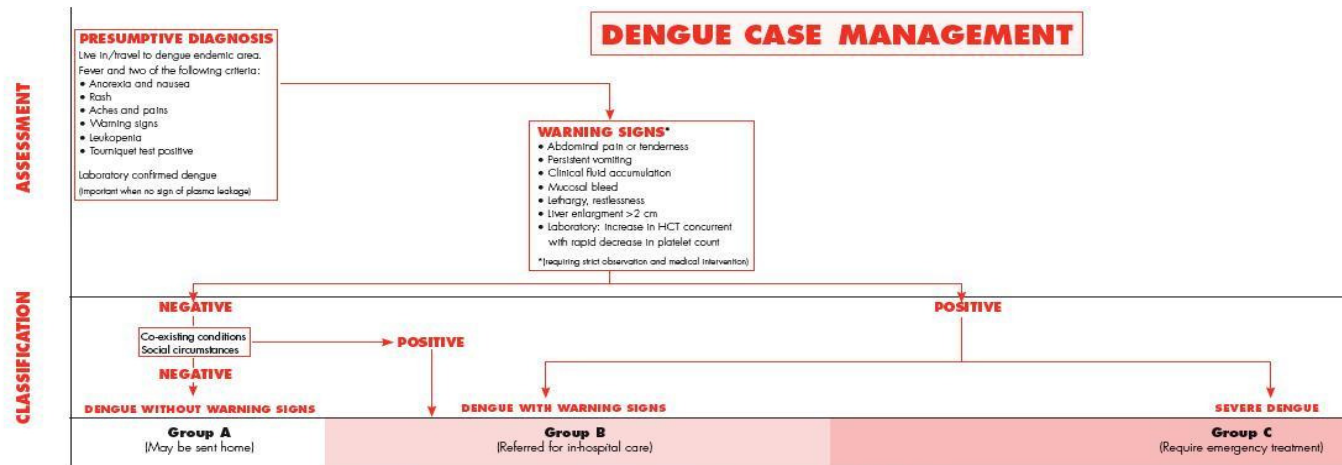 DENGUE CASE MANAGEMENT
ASSESSMENT
PRESUMPTIVE DIAGNOSIS
Live in/travel to dengue endemic area.
Fever and two of the following criteria:
• Anorexia and nausea
• Rash
• Aches and pains
• Warning signs
• Leukopenia
• Tourniquet test positive
Laboratory confirmed dengue
(important when no sign of plasma leakage)
WARNING SIGNS*
• Abdominal pain or tenderness
• Persistent vomiting
• Clinical fluid accumulation
• Mucosal bleed
• Lethargy, restlessness
• Liver enlargment >2 cm
• Laboratory: increase in HCT concurrent
with rapid decrease in platelet count
*(requiring strict observation and medical intervention)
CLASSIFICATION
NEGATIVE
POSITIVE
Co-existing conditions
Social circumstances
POSITIVE
NEGATIVE
DENGUE WITHOUT WARNING SIGNS
DENGUE WITH WARNING SIGNS
SEVERE DENGUE
Group A
(May be sent home)
Group B
(Referred for in-hospital care)
Group C
(Require emergency treatment)